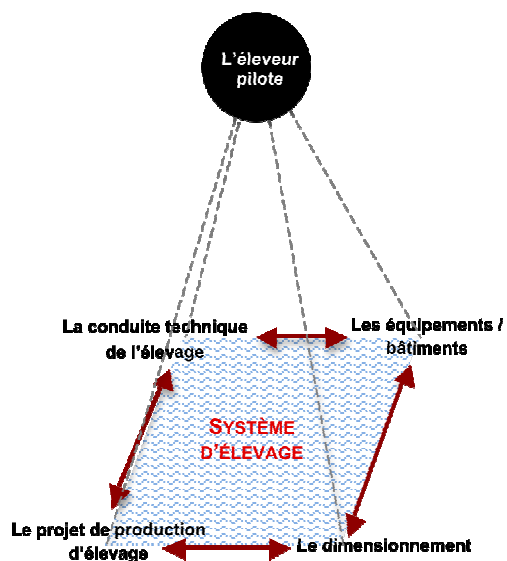 L'éleveur
pilote
La conduite technique
de l'élevage
Les équipements /
bâtiments
SYSTÈME
D'ÉLEVAGE
Le projet de production
d'élevage
Le dimensionnement